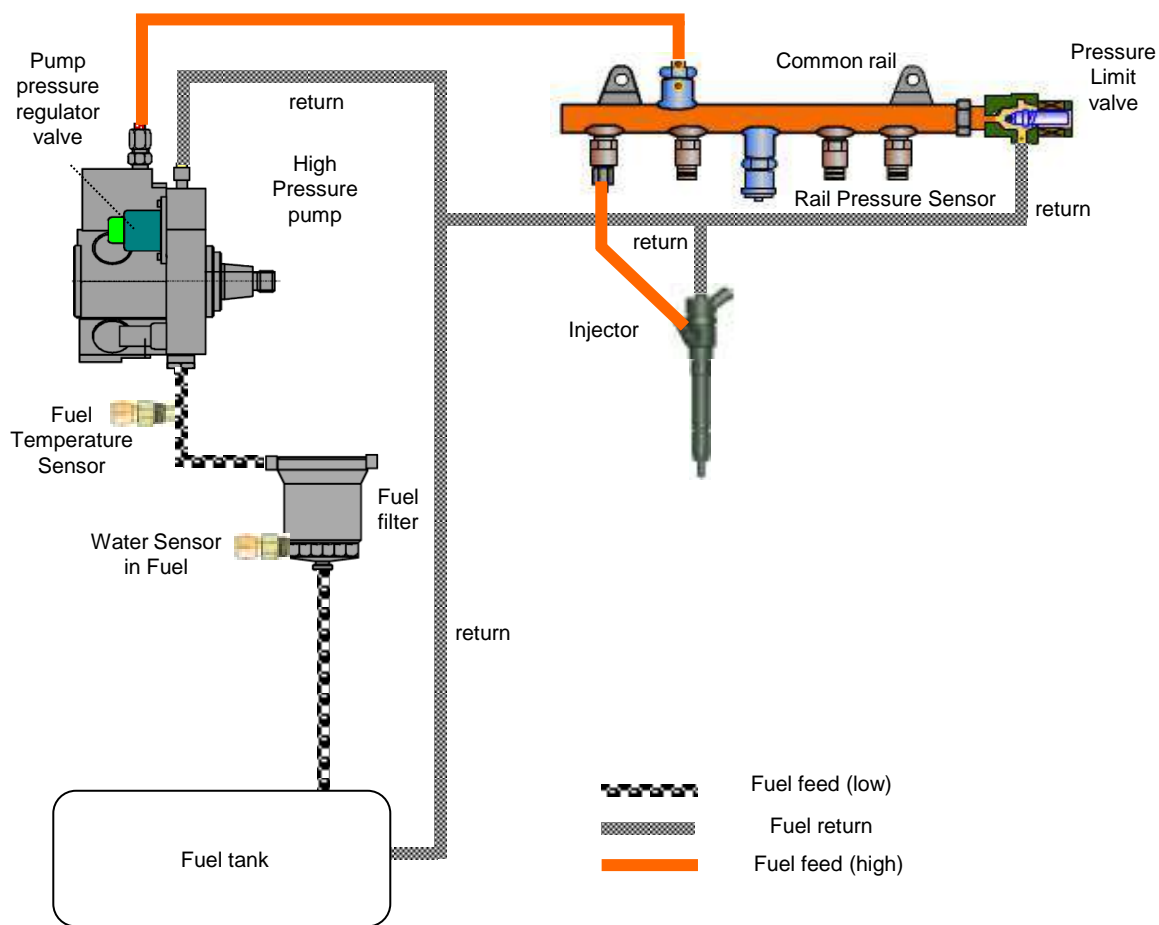 Pump
pressure
regulator
valve
return
High
Pressure
pump
Common rail
Pressure
Limit
valve
Rail Pressure Sensor
return
return
Injector
Fuel
Temperature
Sensor
Fuel
filter
Water Sensor
in Fuel
return
Fuel tank
Fuel feed (low)
Fuel return
Fuel feed (high)